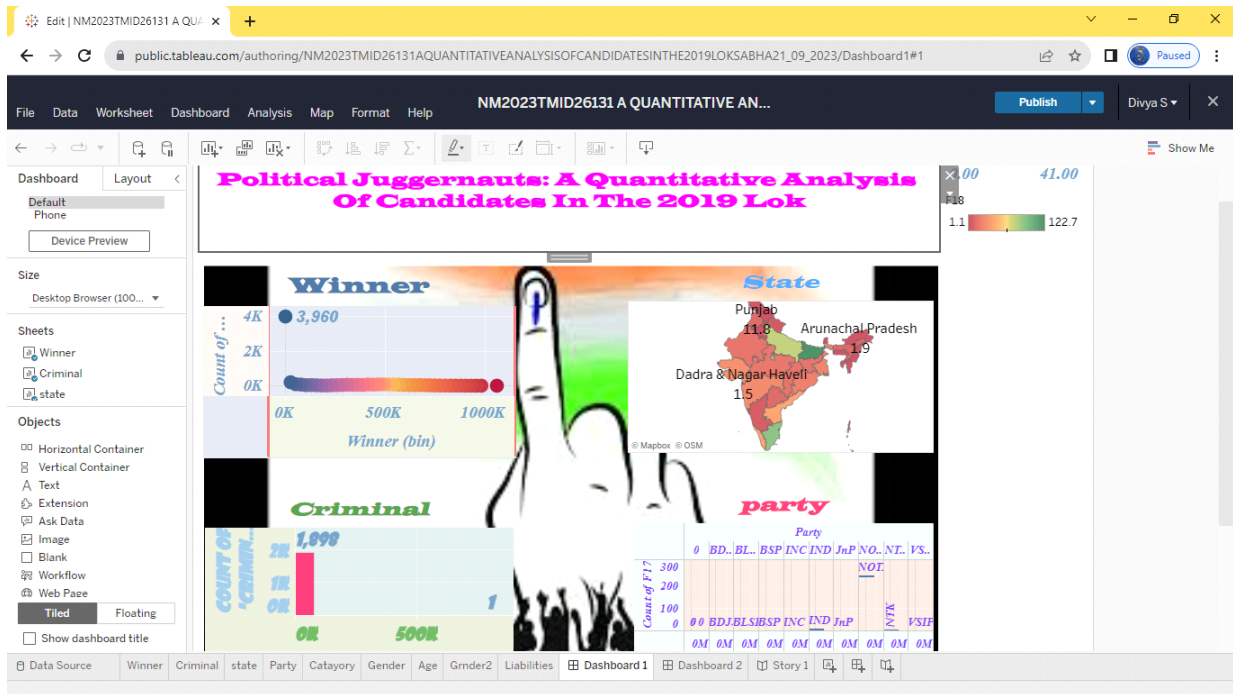 Edit | NM2023TMID26131 A QUA
public.tableau.com/authoring/NM2023TMID26131AQUANTITATIVEANALYSISOFCANDIDATESINTHE2019LOKSABHA21_09_2023/Dashboard1#1
Paused
File Data Worksheet Dashboard Analysis Map Format Help
NM2023TMID26131 A QUANTITATIVE AN...
Publish
Divya S
Show Me
Dashboard Layout
Default
Phone
Device Preview
Size
Desktop Browser (100...
Sheets
Winner
Criminal
state
Objects
Horizontal Container
Vertical Container
Text
Extension
Ask Data
Image
Blank
Workflow
Web Page
Tiled Floating
Show dashboard title
Political Juggernauts: A Quantitative Analysis
Of Candidates In The 2019 Lok
.00 41.00
F18
1.1 122.7
Winner
Count of ...
4K
2K
0K
3,960
0K 500K 1000K
Winner (bin)
State
Punjab
11.8
Arunachal Pradesh
1.9
Dadra & Nagar Haveli
1.5
© Mapbox © OSM
Criminal
COUNT OF
'CRIMIN...
2K
1K
0K
1,898
1
0K 500K
party
Party
0 BD.. BL.. BSP INC IND JnP NO.. NT.. VS..
Count of F17
300
200
100
0
NOT.
0 0 BDJ. BLSI BSP INC IND JnP
NTK
VSIP
0M 0M 0M 0M 0M 0M 0M 0M 0M 0M
Data Source Winner Criminal state Party Catayory Gender Age Grnder2 Liabilities Dashboard 1 Dashboard 2 Story 1